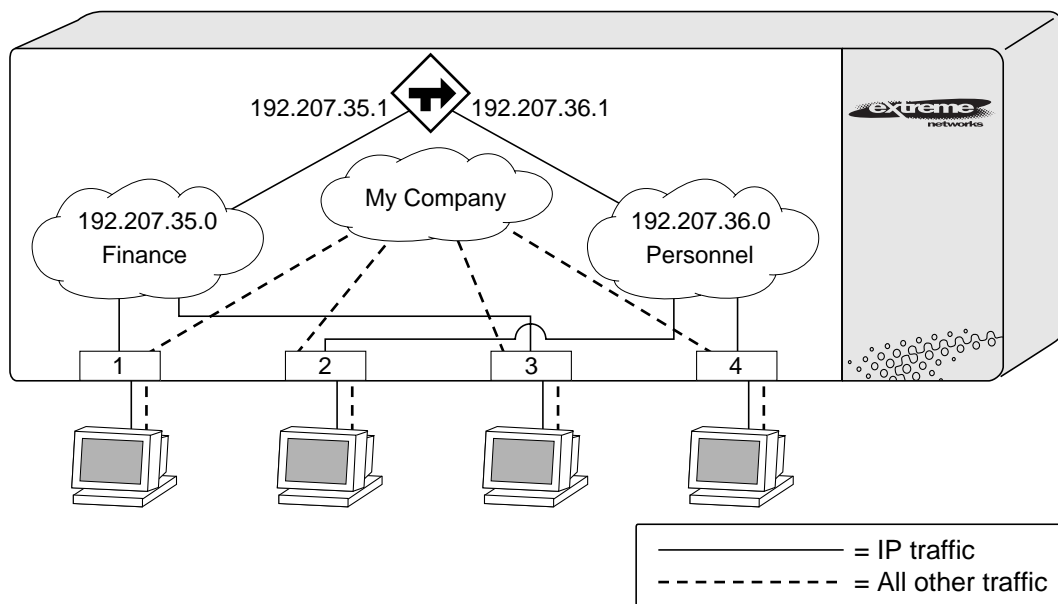 192.207.35.1
192.207.36.1
extreme
networks
My Company
192.207.35.0
Finance
192.207.36.0
Personnel
1
2
3
4
= IP traffic
= All other traffic